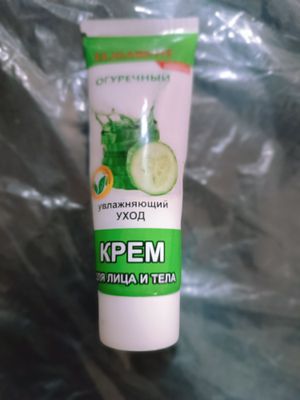 ОГУРЕЧНЫЙ
увлажняющий
УХОД
КРЕМ
ДЛЯ ЛИЦА И ТЕЛА